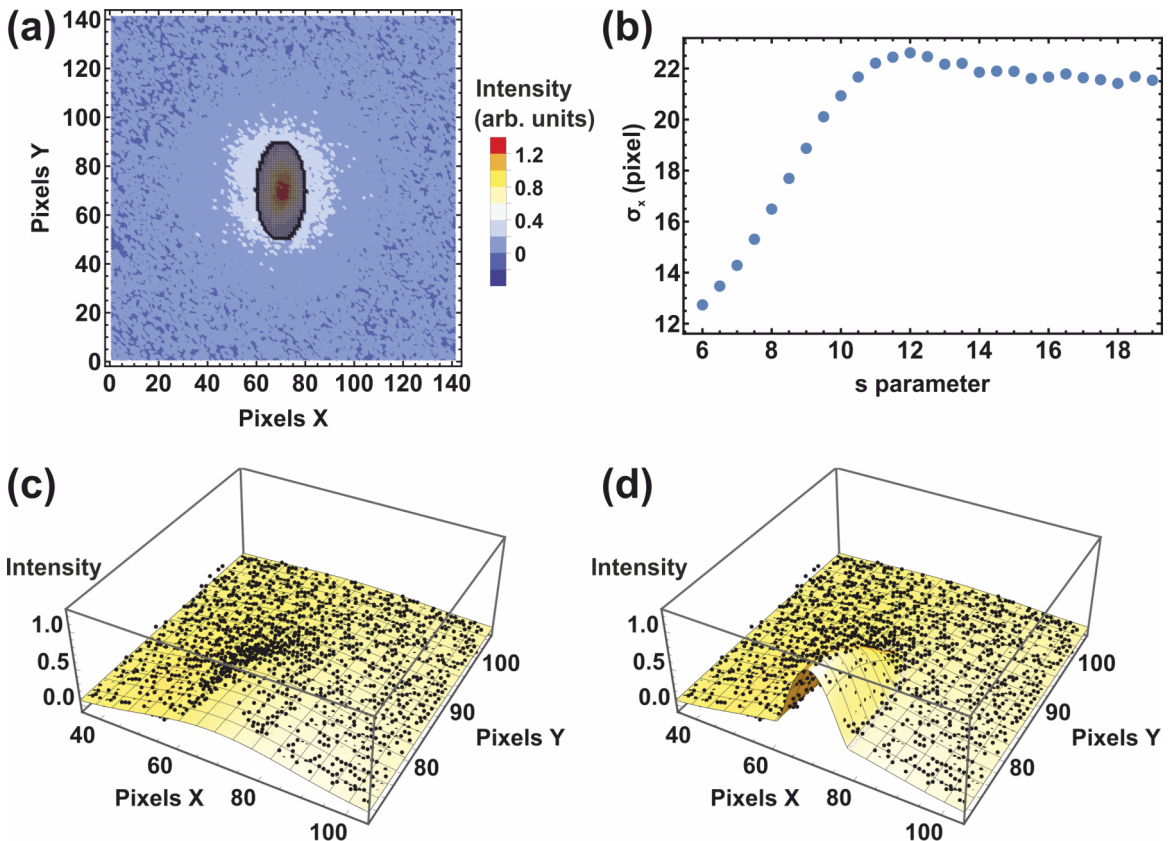 (a)
140
120
100
80
60
40
20
0
Pixels Y
0 20 40 60 80 100 120 140
Pixels X
Intensity
(arb. units)
1.2
0.8
0.4
0
(b)
22
20
18
16
14
12
σx (pixel)
6 8 10 12 14 16 18
s parameter
(c)
Intensity
1.0
0.5
0.0
40
60
80
100
Pixels X
100
90
80
Pixels Y
(d)
Intensity
1.0
0.5
0.0
40
60
80
100
Pixels X
100
90
80
Pixels Y